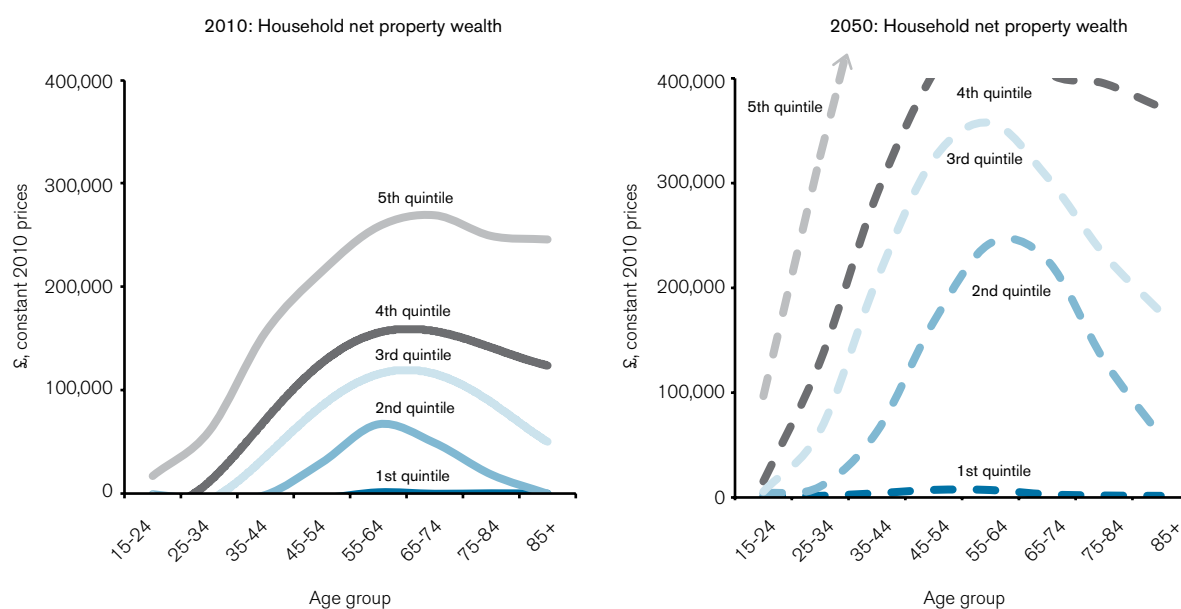 2010: Household net property wealth
£, constant 2010 prices
400,000
300,000
200,000
100,000
0
5th quintile
4th quintile
3rd quintile
2nd quintile
1st quintile
15-24
25-34
35-44
45-54
55-64
65-74
75-84
85+
Age group
2050: Household net property wealth
£, constant 2010 prices
400,000
300,000
200,000
100,000
0
5th quintile
4th quintile
3rd quintile
2nd quintile
1st quintile
15-24
25-34
35-44
45-54
55-64
65-74
'75-84
85+
Age group